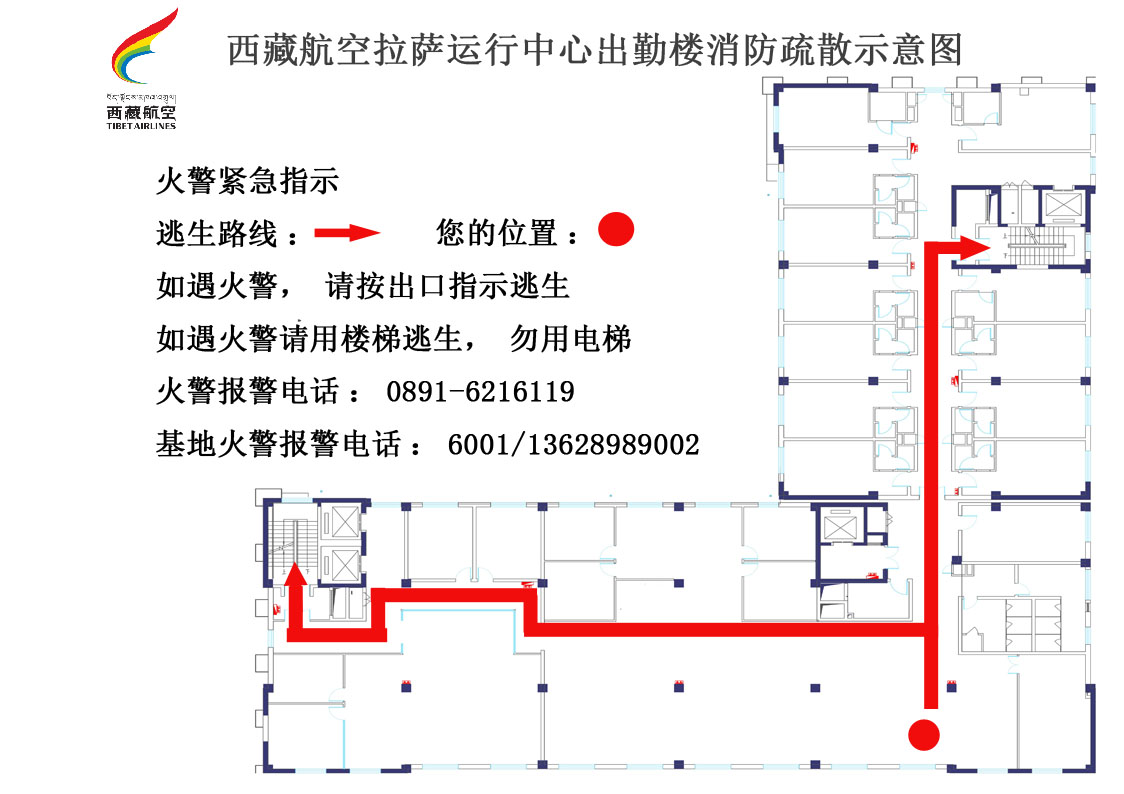 西藏航空拉萨运行中心出勤楼消防疏散示意图
西藏航空
TIBET AIRLINES
火警紧急指示
逃生路线： 您的位置：
如遇火警， 请按出口指示逃生
如遇火警请用楼梯逃生， 勿用电梯
火警报警电话： 0891-6216119
基地火警报警电话： 6001/13628989002
上
下
上
下